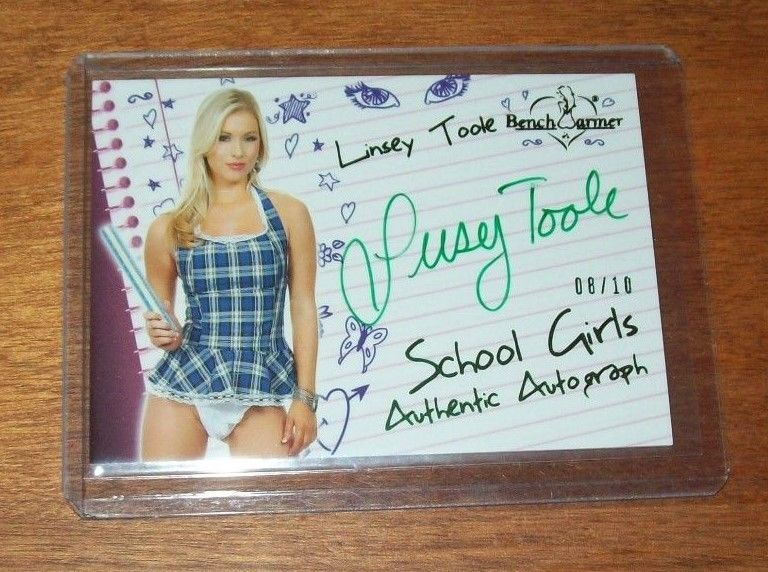 Linsey Toole
BenchWarmer ®
Linsey Toole
08/10
School Girls
Authentic Autograph